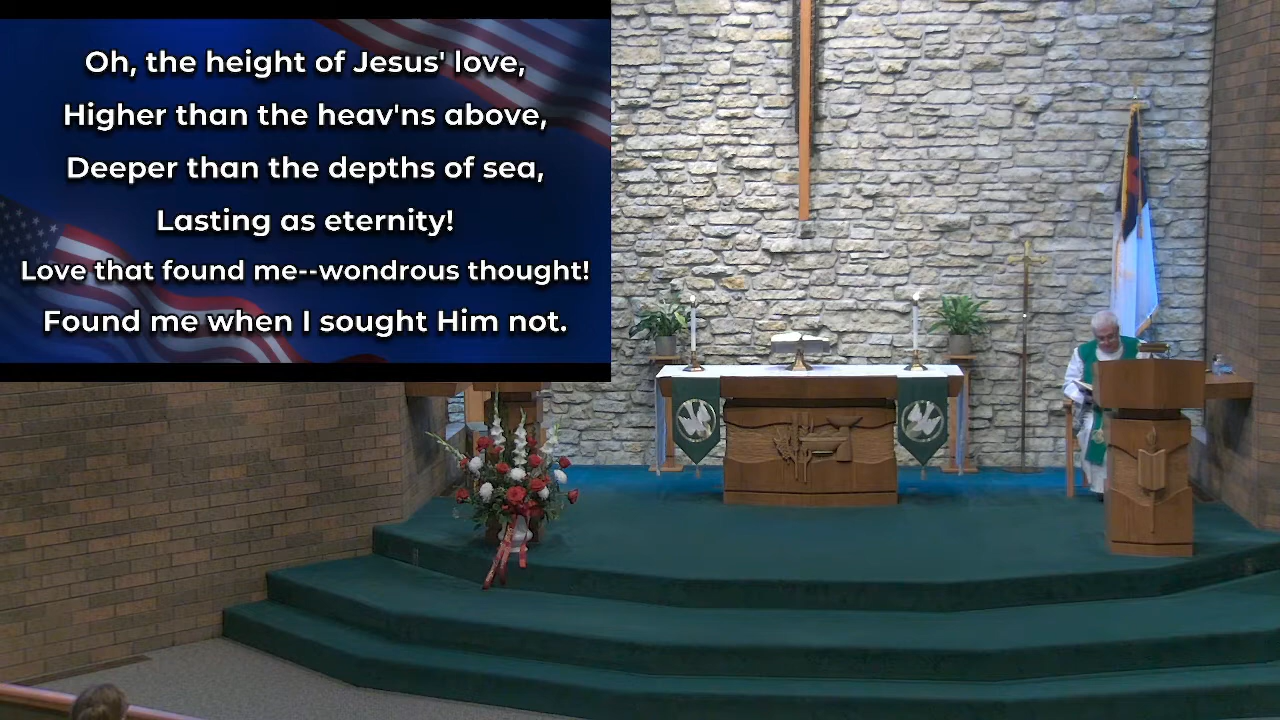 Oh, the height of Jesus' love,
Higher than the heav'ns above,
Deeper than the depths of sea,
Lasting as eternity!
Love that found me--wondrous thought!
Found me when I sought Him not.